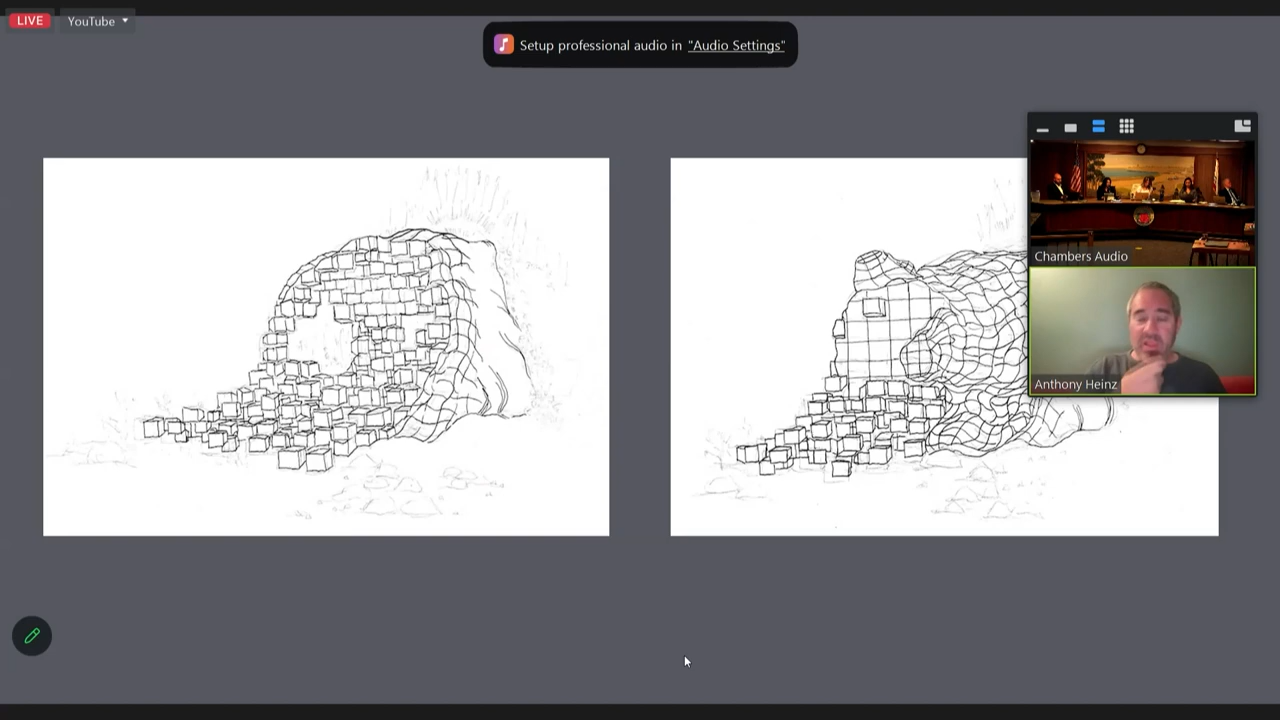 LIVE
YouTube
Setup professional audio in "Audio Settings"
Chambers Audio
Anthony Heinz